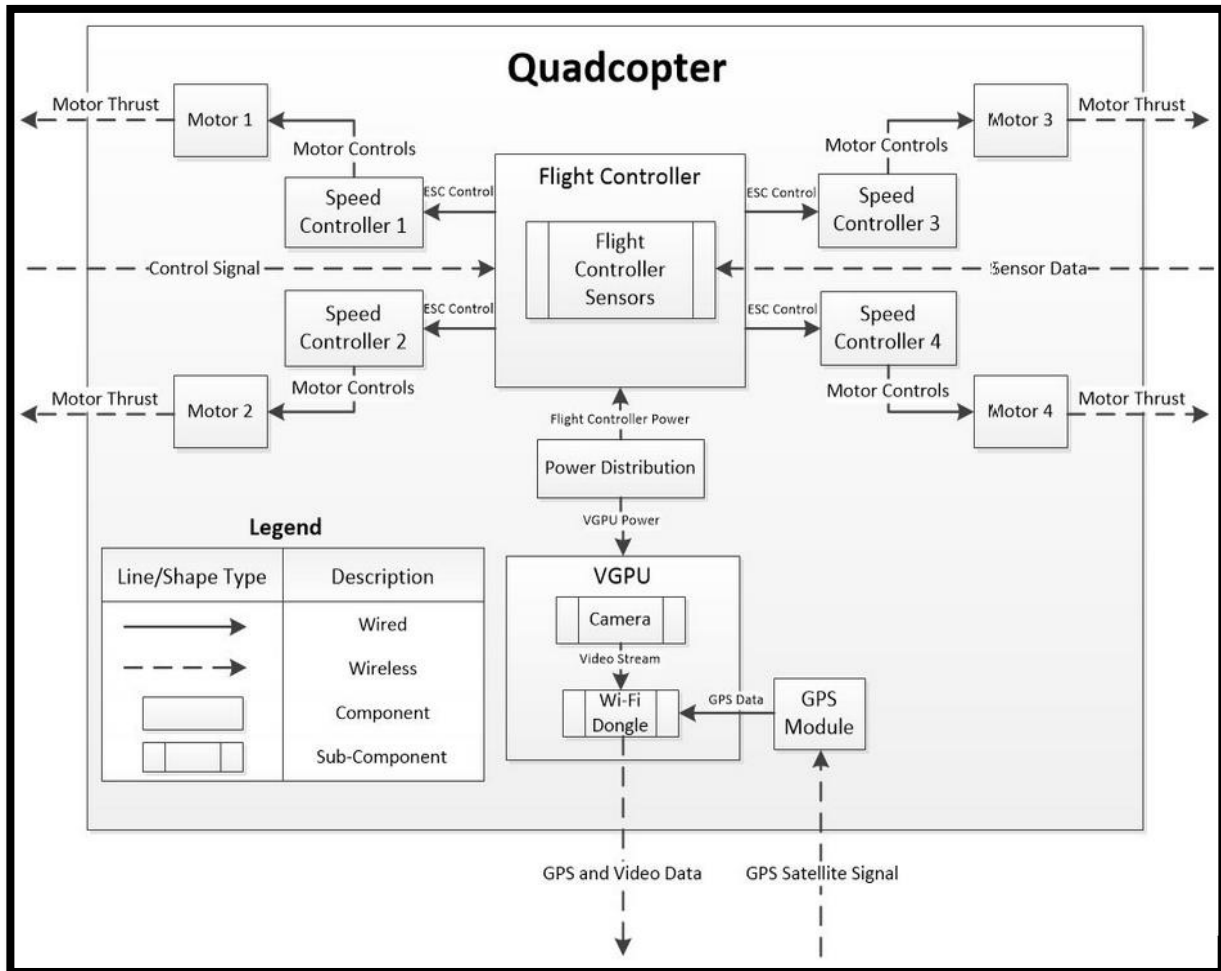 Quadcopter
Motor Thrust
Motor 1
Motor Controls
Speed
Controller 1
ESC Control
Flight Controller
Flight
Controller
Sensors
ESC Control
Speed
Controller 3
Motor Controls
Motor 3
Motor Thrust
Control Signal
Sensor Data
Speed
Controller 2
ESC Control
ESC Control
Speed
Controller 4
Motor Thrust
Motor 2
Motor Controls
Motor Controls
Motor 4
Motor Thrust
Flight Controller Power
Power Distribution
VGPU Power
VGPU
Camera
Video Stream
Wi-Fi
Dongle
GPS Data
GPS
Module
Legend
Line/Shape Type
Description
Wired
Wireless
Component
Sub-Component
GPS and Video Data
GPS Satellite Signal